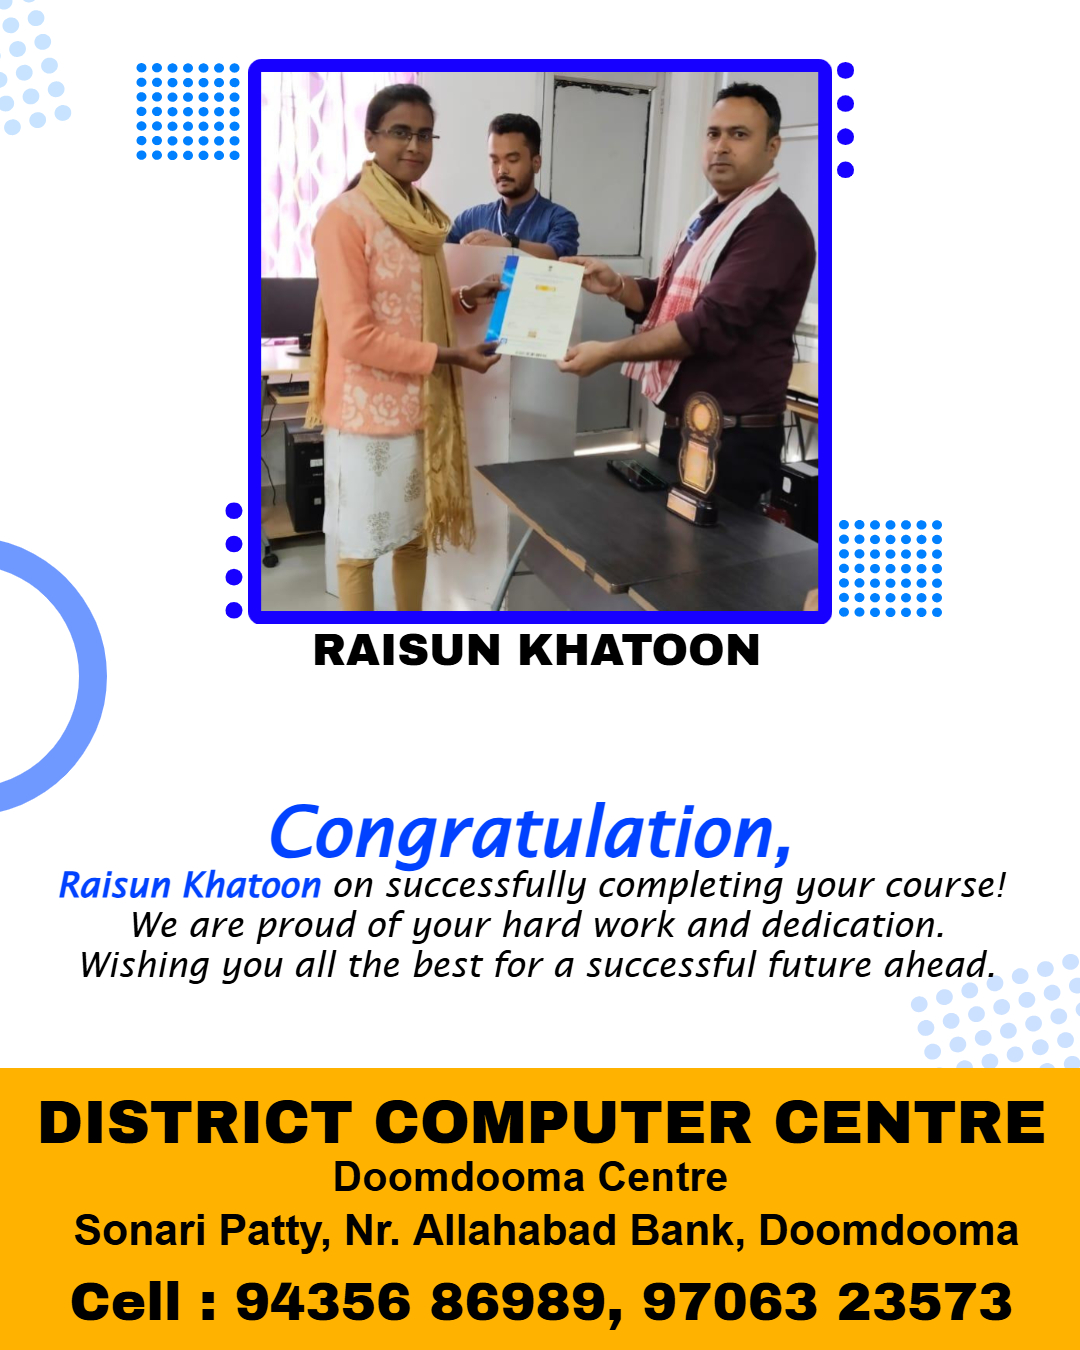 RAISUN KHATOON
Congratulation,
Raisun Khatoon on successfully completing your course!
We are proud of your hard work and dedication.
Wishing you all the best for a successful future ahead.
DISTRICT COMPUTER CENTRE
Doomdooma Centre
Sonari Patty, Nr. Allahabad Bank, Doomdooma
Cell : 94356 86989, 97063 23573